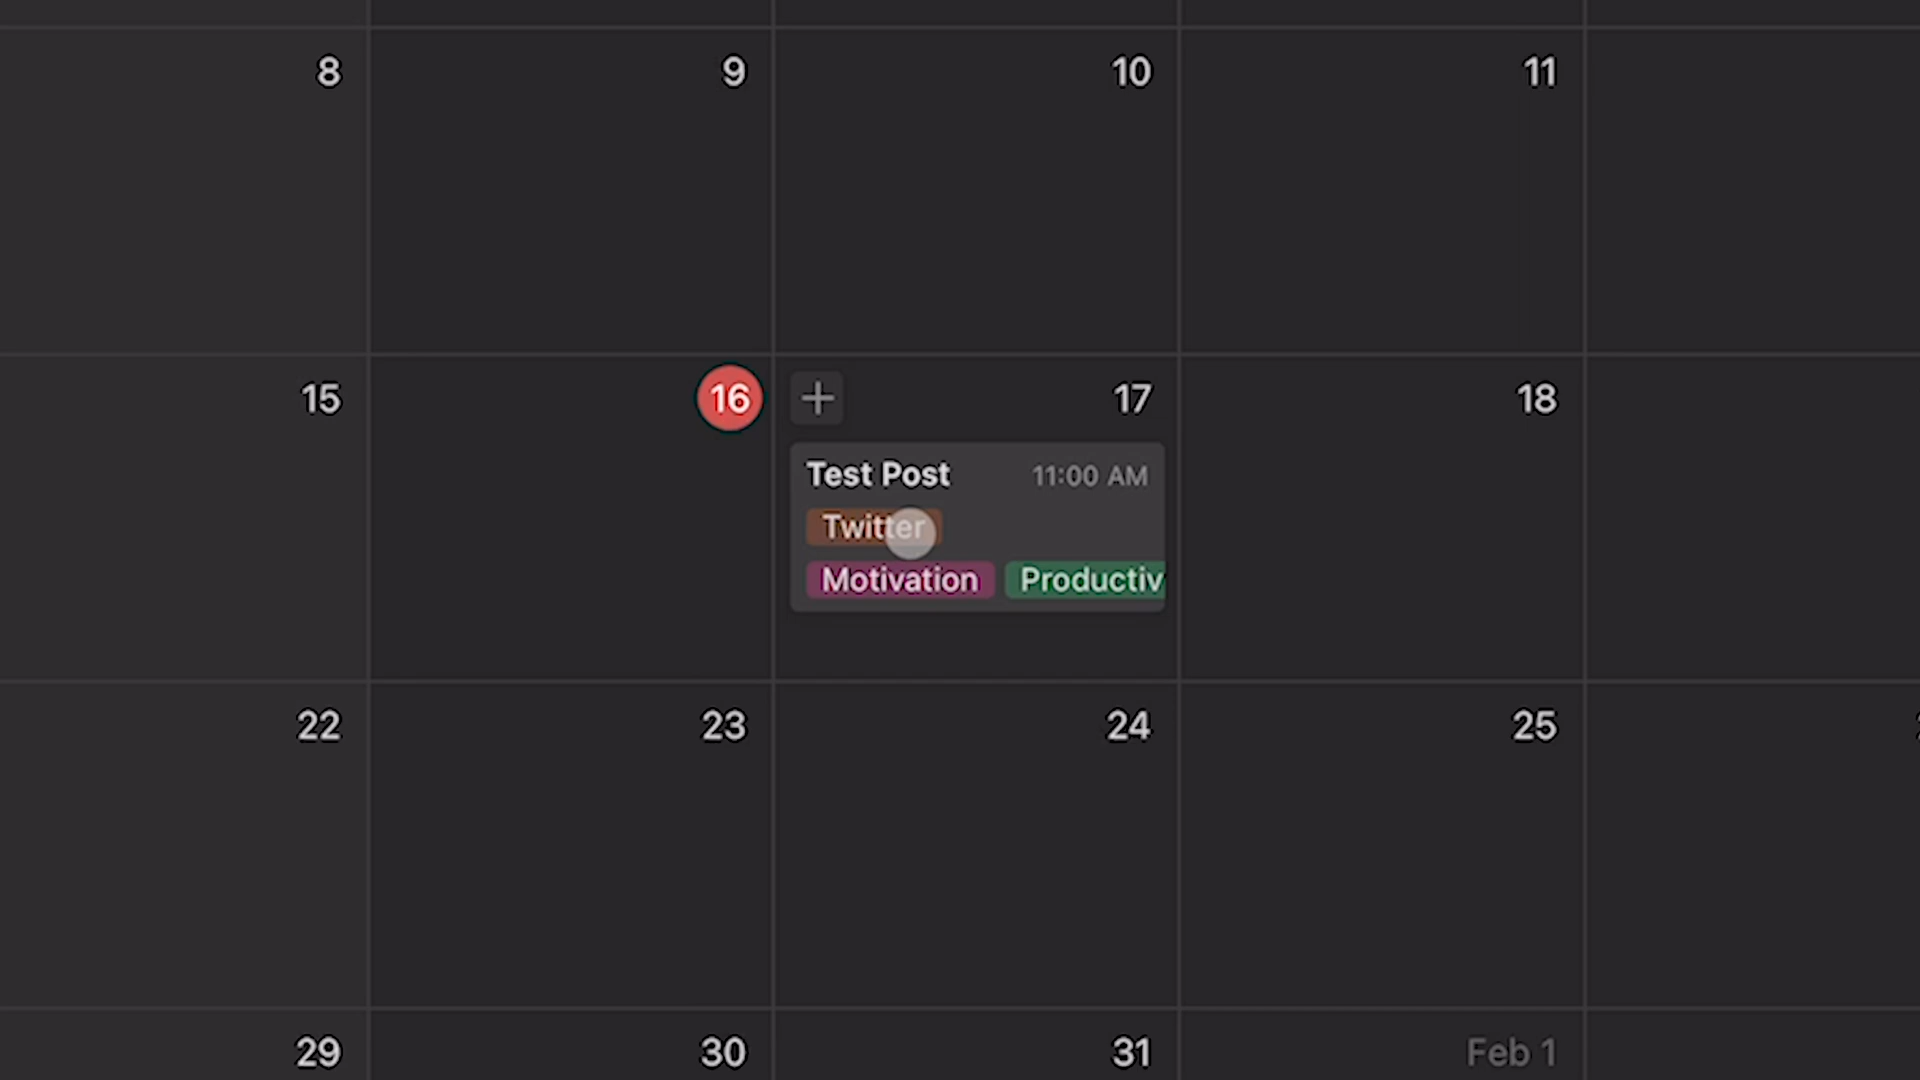 8 9 10 11
15 16 17 18
Test Post 11:00 AM
Twitter
Motivation Productiv
22 23 24 25
29 30 31 Feb 1